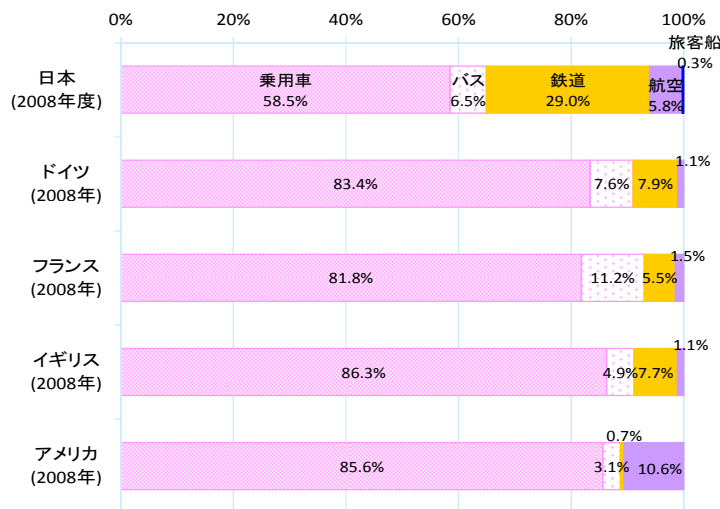 0% 20% 40% 60% 80% 100%
旅客船
0.3%
日本
(2008年度)
乗用車 バス 鉄道 航空
58.5% 6.5% 29.0% 5.8%
ドイツ
(2008年)
83.4% 7.6% 7.9% 1.1%
フランス
(2008年)
81.8% 11.2% 5.5% 1.5%
イギリス
(2008年)
86.3% 4.9% 7.7% 1.1%
アメリカ
(2008年)
85.6% 3.1% 0.7% 10.6%